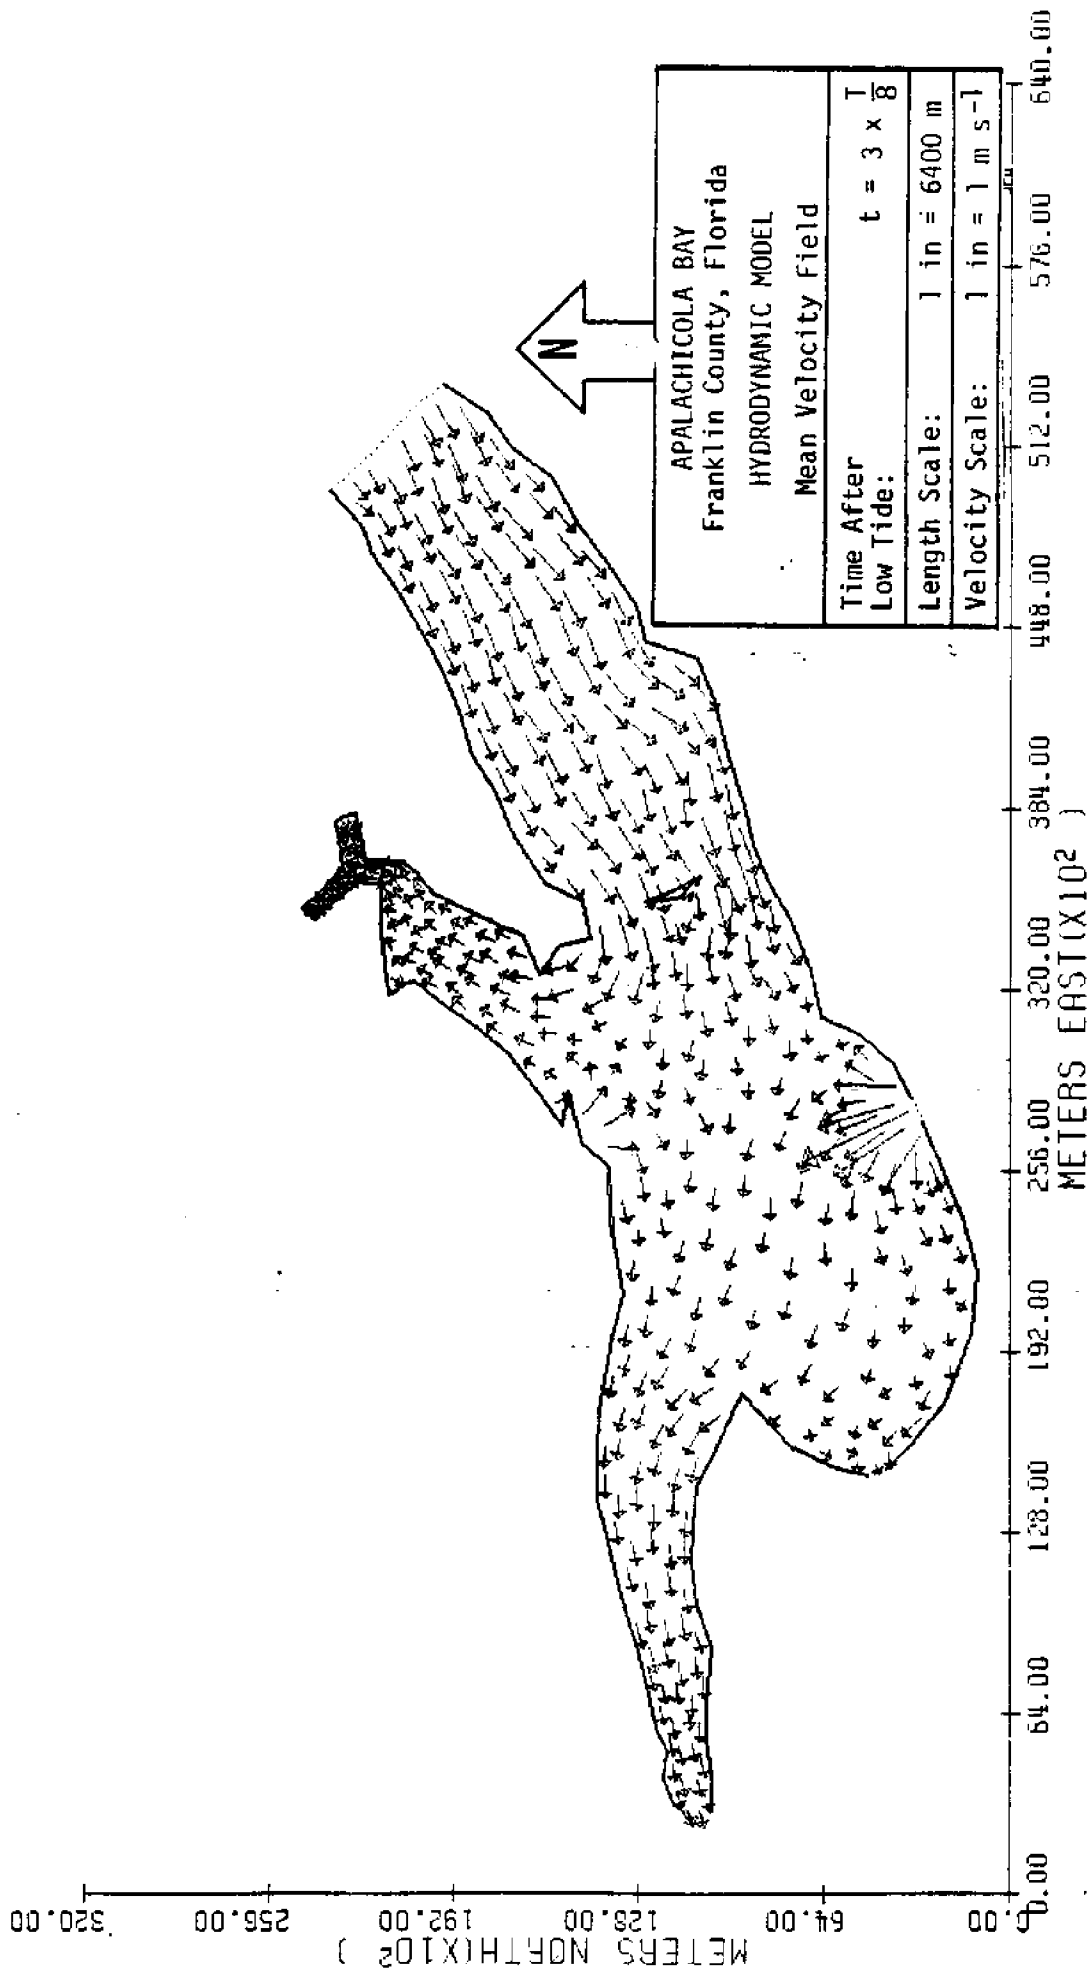 N
APALACHICOLA BAY
Franklin County, Florida
HYDRODYNAMIC MODEL
Mean Velocity Field
Time After
Low Tide: t = 3 x T/8
Length Scale: 1 in = 6400 m
Velocity Scale: 1 in = 1 m s⁻¹
METERS NORTH(X10²)
320.00
256.00
192.00
128.00
64.00
0.00
0.00 64.00 128.00 192.00 256.00 320.00 384.00 448.00 512.00 576.00 640.00
METERS EAST(X10²)